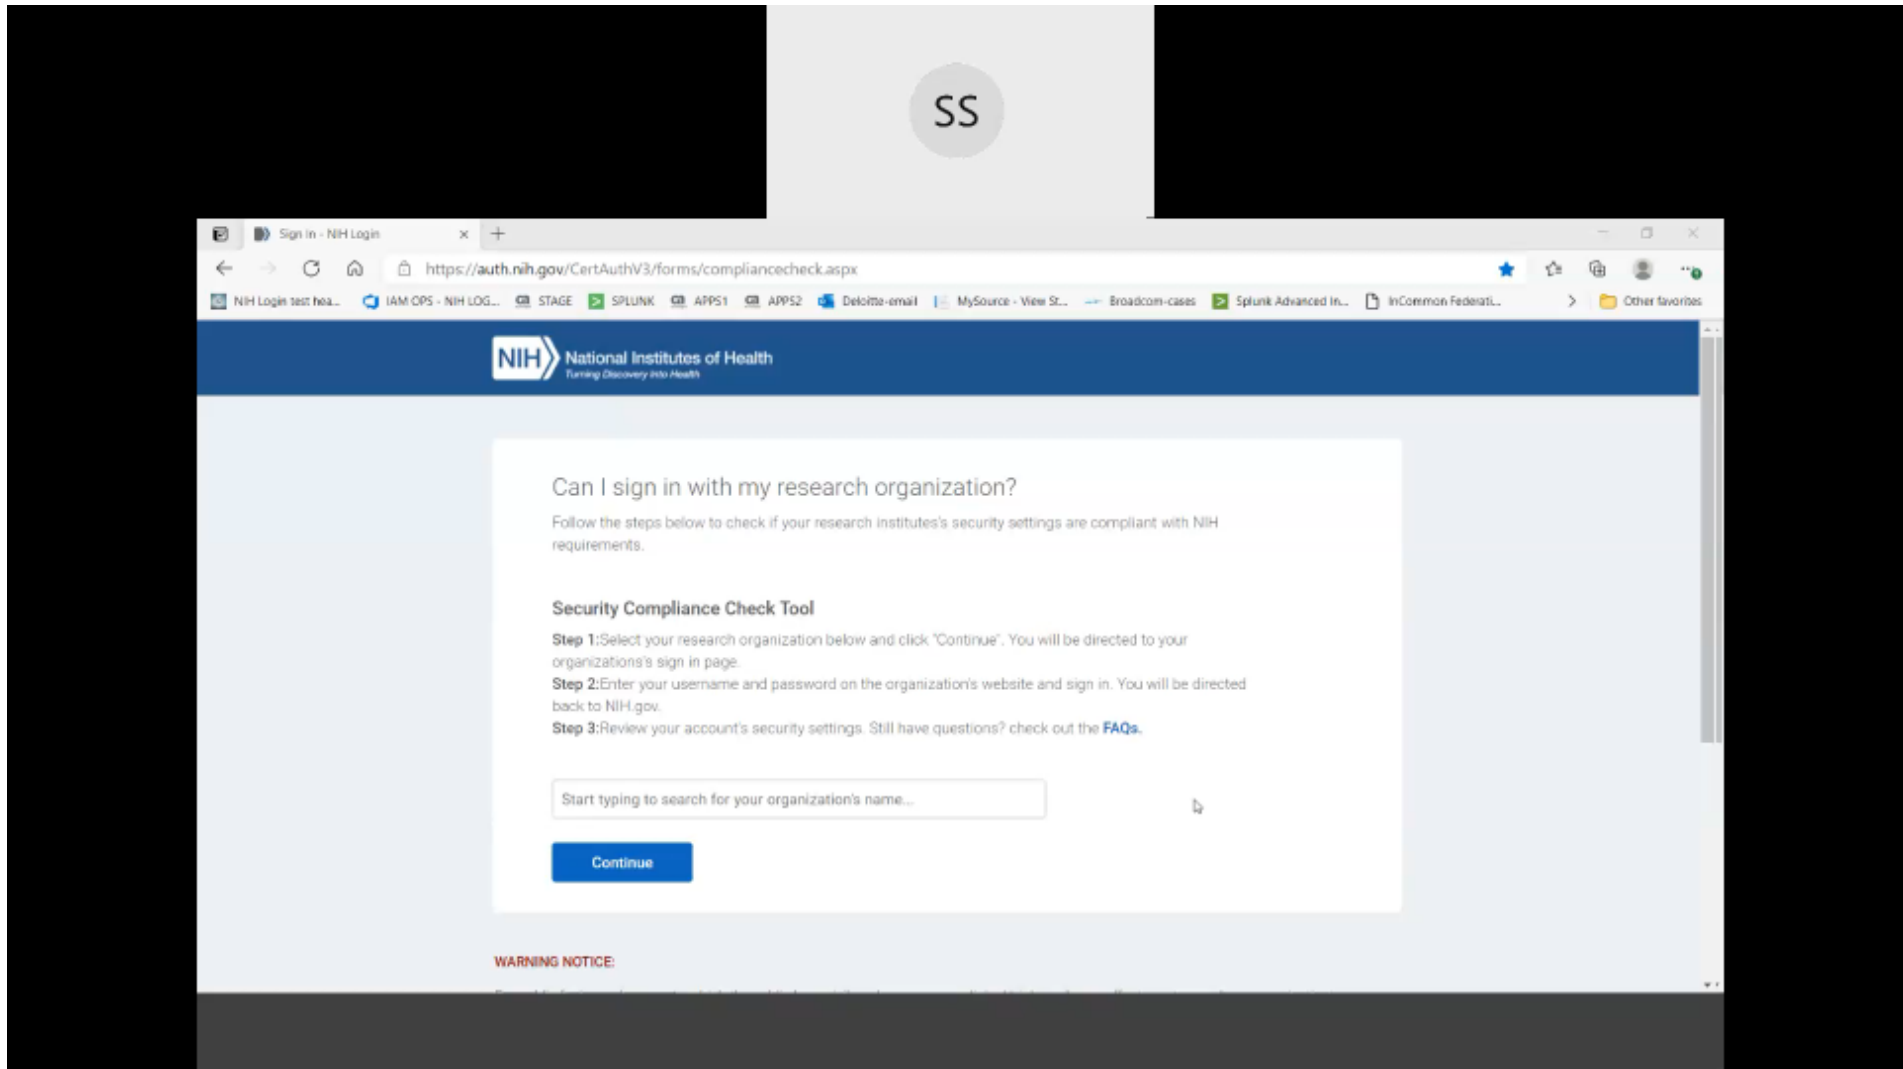 SS
Sign In - NIH Login
https://auth.nih.gov/CertAuthV3/forms/compliancecheck.aspx
NIH Login test hea... IAM OPS - NIH LOG... STAGE SPLUNK APPS1 APPS2 Deloitte-email MySource - View St... Broadcom-cases Splunk Advanced In... InCommon Federati... Other favorites
NIH National Institutes of Health
Turning Discovery Into Health
Can I sign in with my research organization?
Follow the steps below to check if your research institutes's security settings are compliant with NIH
requirements.
Security Compliance Check Tool
Step 1:Select your research organization below and click "Continue". You will be directed to your
organizations's sign in page.
Step 2:Enter your username and password on the organization's website and sign in. You will be directed
back to NIH.gov.
Step 3:Review your account's security settings. Still have questions? check out the FAQs.
Start typing to search for your organization's name...
Continue
WARNING NOTICE: